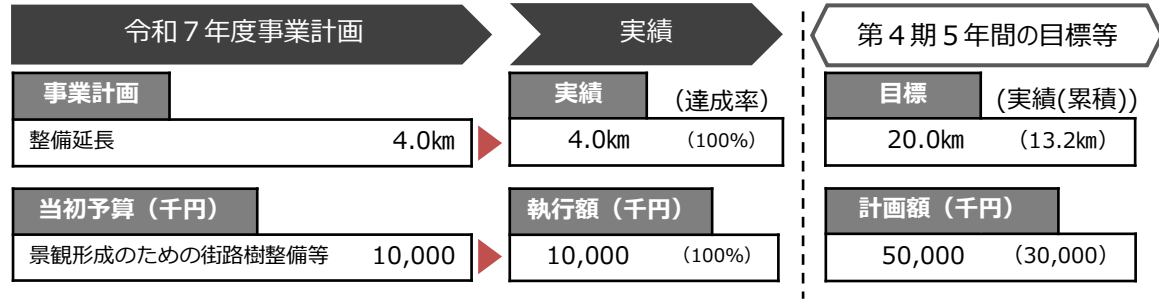 令和７年度事業計画 実績 第４期５年間の目標等
事業計画 実績 (達成率) 目標 (実績(累積))
整備延長 4.0㎞ 4.0㎞ (100%) 20.0㎞ (13.2㎞)
当初予算（千円） 執行額（千円） 計画額（千円）
景観形成のための街路樹整備等 10,000 10,000 (100%) 50,000 (30,000)